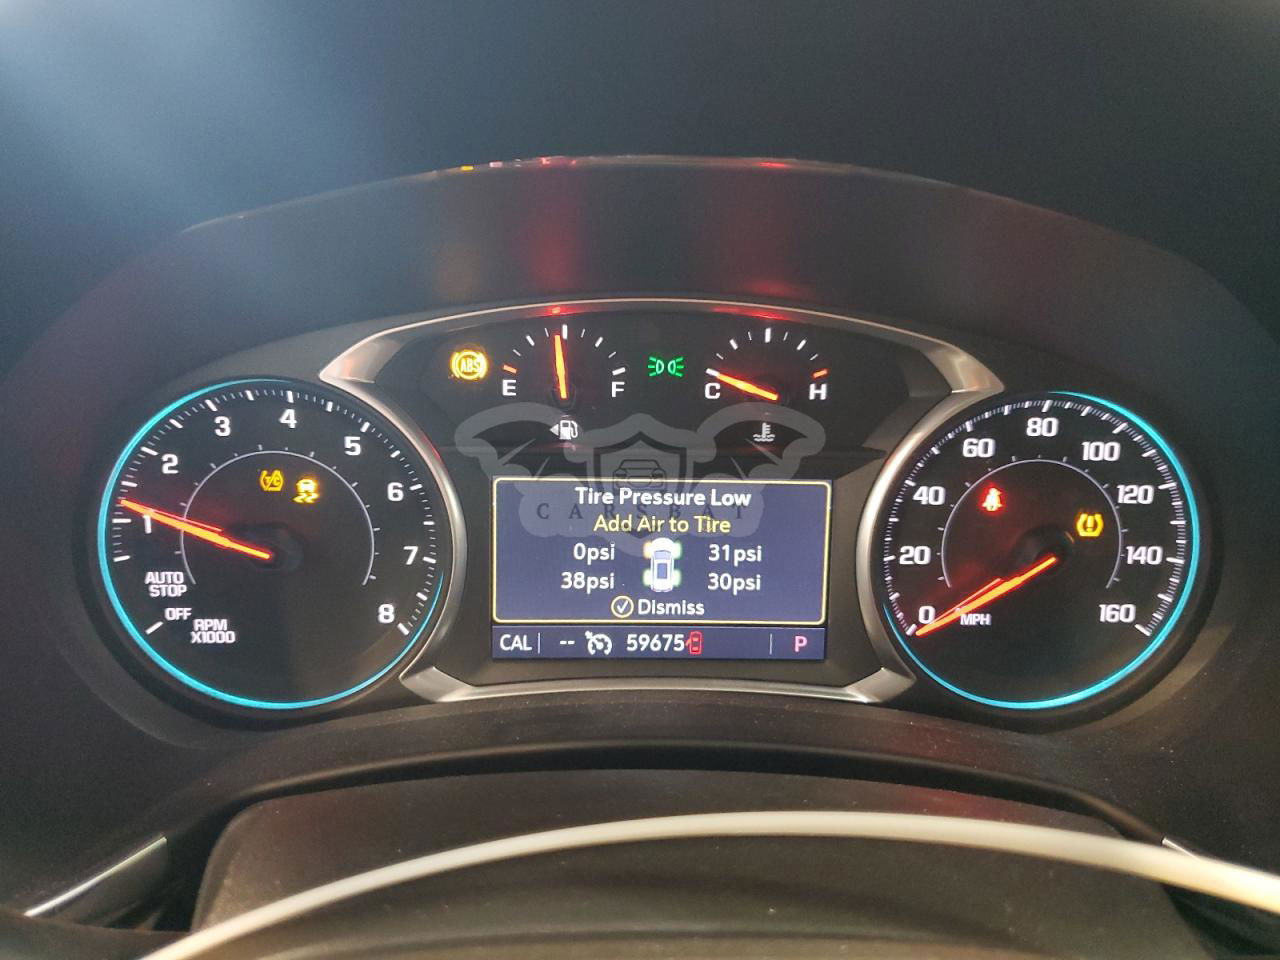 ABS
E F
C H
1 2 3 4 5 6 7 8
AUTO
STOP
OFF
RPM
X1000
T/C
CARSBAT
Tire Pressure Low
Add Air to Tire
0psi 31psi
38psi 30psi
Dismiss
CAL -- 59675 P
0 20 40 60 80 100 120 140 160
MPH